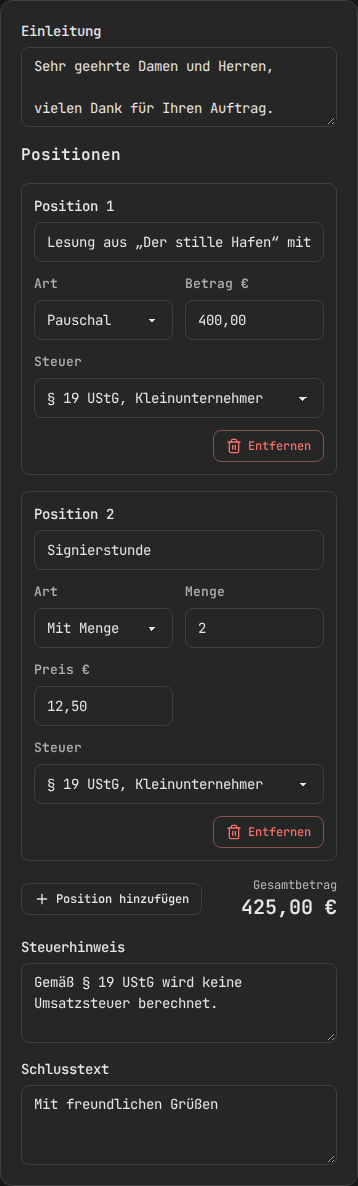 Einleitung
Sehr geehrte Damen und Herren,
vielen Dank für Ihren Auftrag.
Positionen
Position 1
Lesung aus „Der stille Hafen“ mit
Art
Betrag €
Pauschal
400,00
Steuer
§ 19 UStG, Kleinunternehmer
Entfernen
Position 2
Signierstunde
Art
Menge
Mit Menge
2
Preis €
12,50
Steuer
§ 19 UStG, Kleinunternehmer
Entfernen
Position hinzufügen
Gesamtbetrag
425,00 €
Steuerhinweis
Gemäß § 19 UStG wird keine
Umsatzsteuer berechnet.
Schlusstext
Mit freundlichen Grüßen